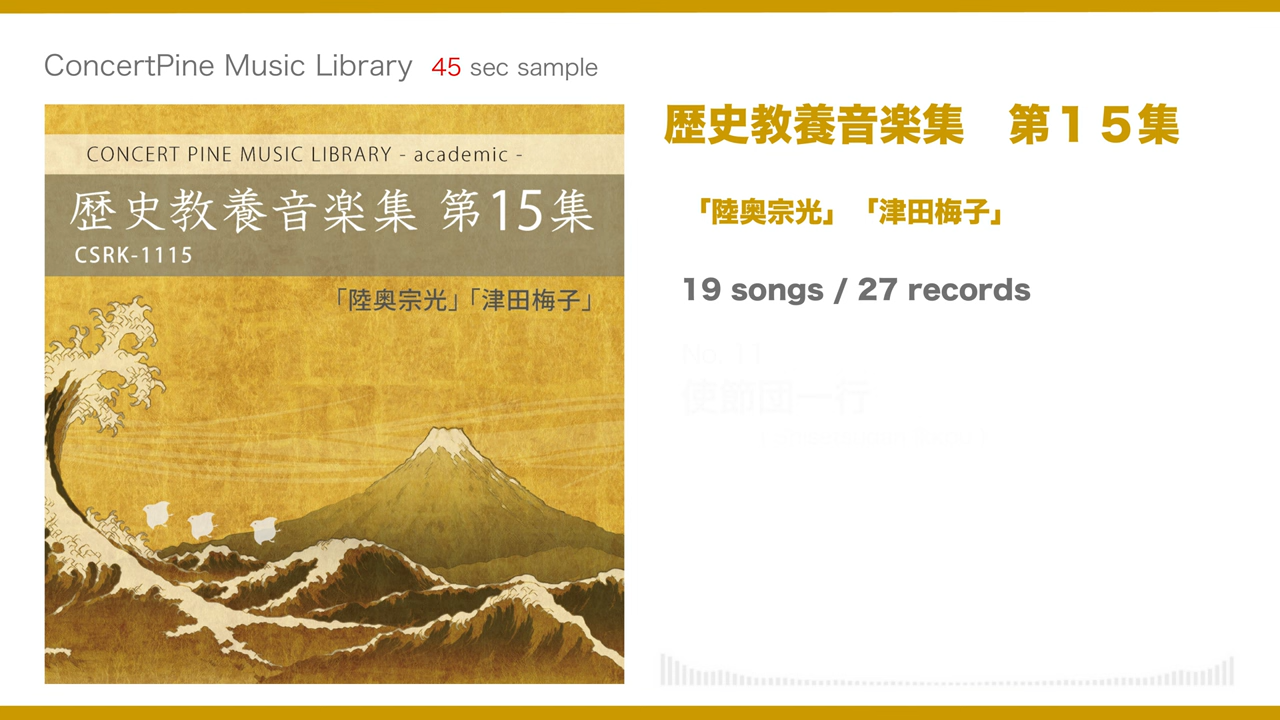 ConcertPine Music Library 45 sec sample
CONCERT PINE MUSIC LIBRARY - academic -
歴史教養音楽集 第15集
CSRK-1115
「陸奥宗光」「津田梅子」
歴史教養音楽集　第１５集
「陸奥宗光」「津田梅子」
19 songs / 27 records
No. 11
使節団一行